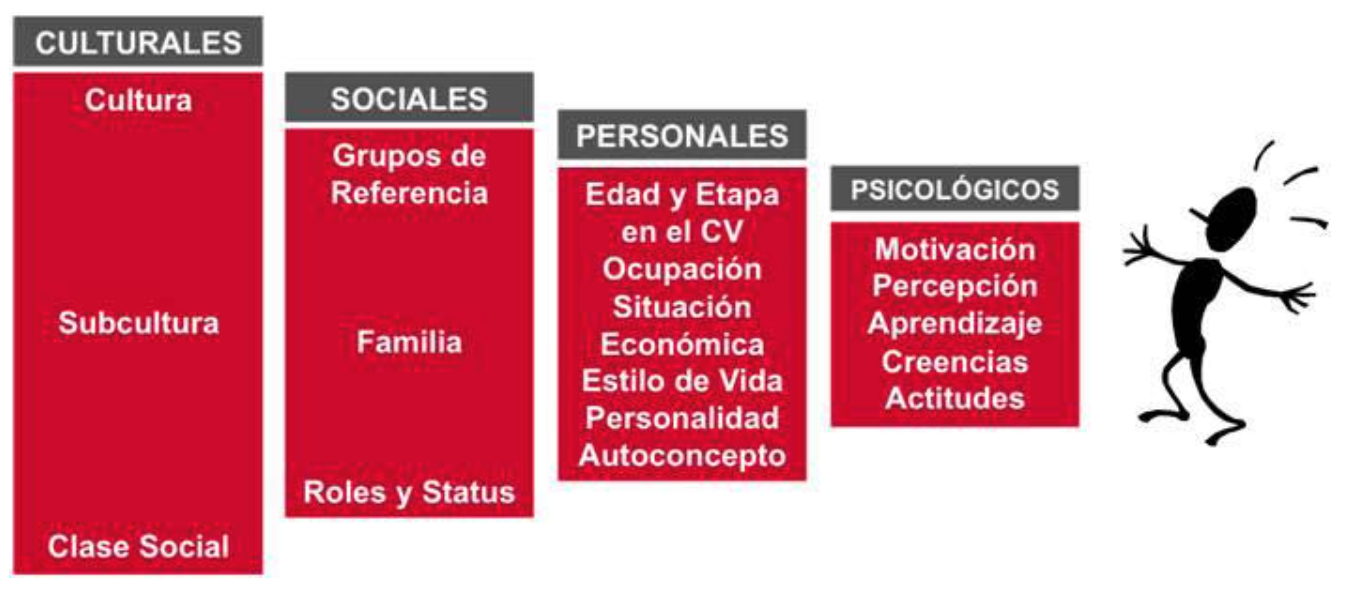 CULTURALES
Cultura
Subcultura
Clase Social
SOCIALES
Grupos de
Referencia
Familia
Roles y Status
PERSONALES
Edad y Etapa
en el CV
Ocupación
Situación
Económica
Estilo de Vida
Personalidad
Autoconcepto
PSICOLÓGICOS
Motivación
Percepción
Aprendizaje
Creencias
Actitudes